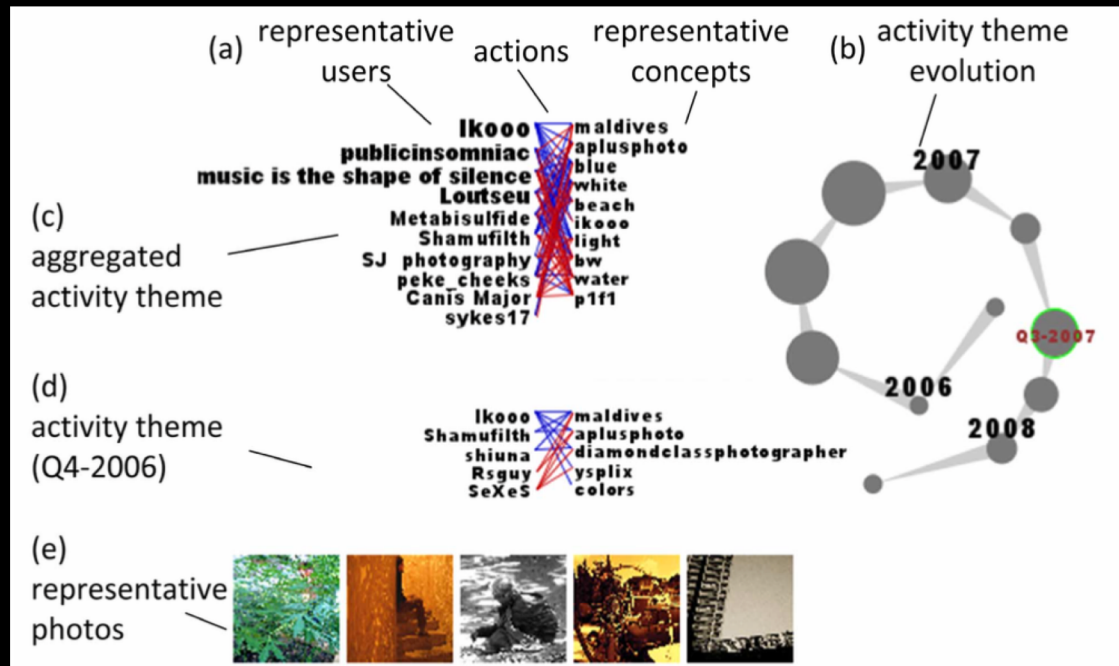 (a)
representative
users
actions
representative
concepts
(b)
activity theme
evolution
(c)
aggregated
activity theme
Ikooo
publicinsomniac
music is the shape of silence
Loutseu
Metabisulfide
Shamufilth
SJ photography
peke_cheeks
Canis Major
sykes17
maldives
aplusphoto
blue
white
beach
ikooo
light
bw
water
p1f1
2007
Q3-2007
2006
2008
(d)
activity theme
(Q4-2006)
Ikooo
Shamufilth
shiuna
Rsguy
SeXeS
maldives
aplusphoto
diamondclassphotographer
ysplix
colors
(e)
representative
photos